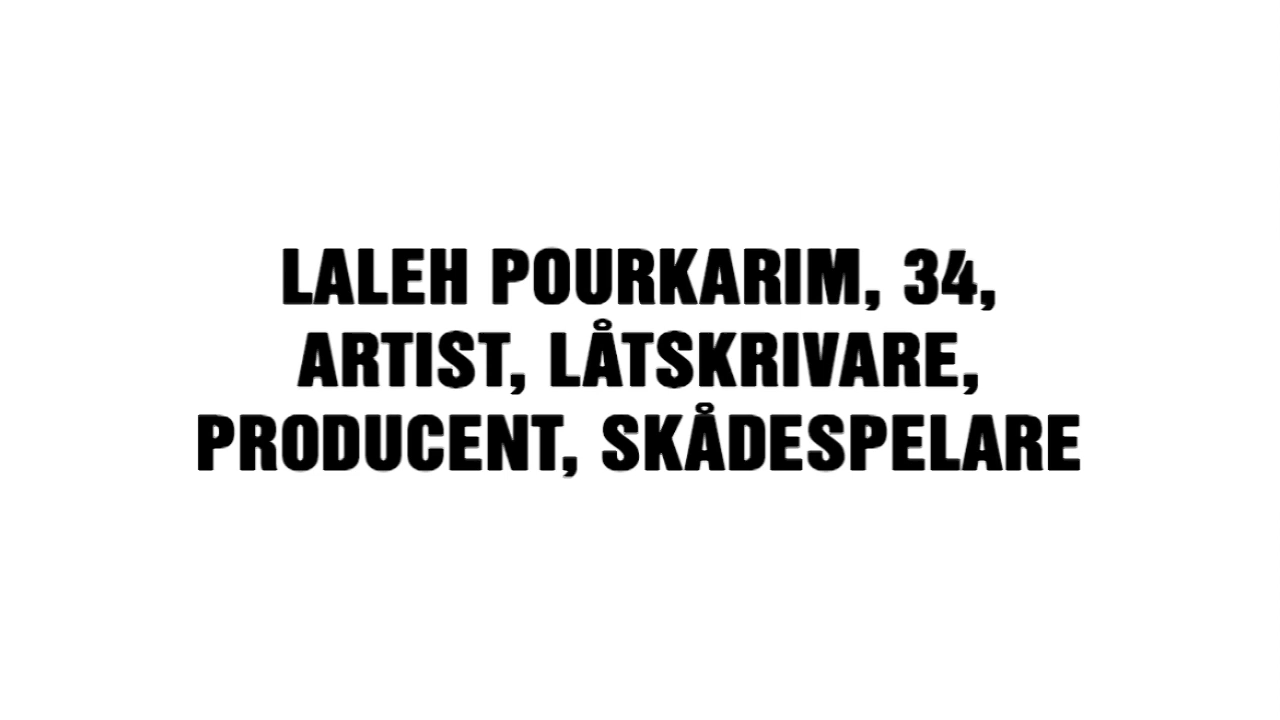 LALEH POURKARIM, 34,
ARTIST, LÅTSKRIVARE,
PRODUCENT, SKÅDESPELARE